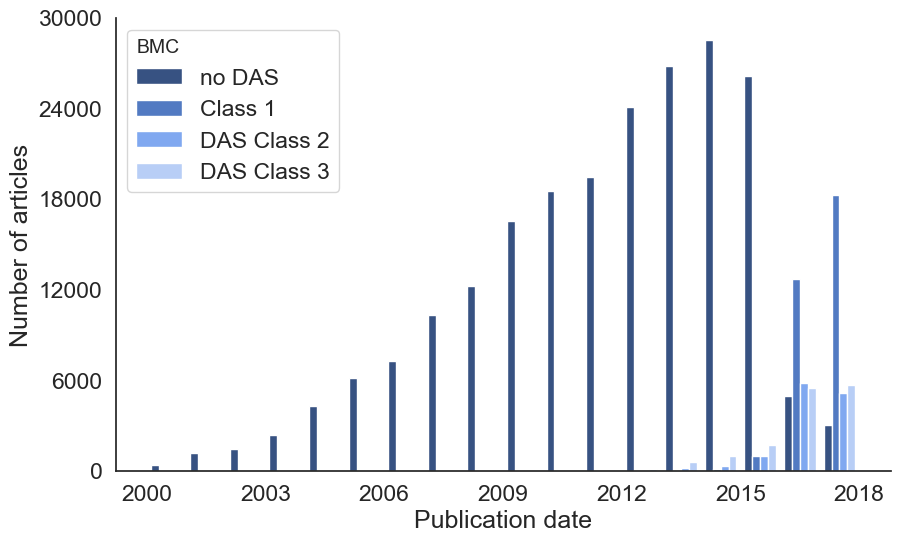 30000
24000
18000
12000
6000
0
Number of articles
BMC
no DAS
Class 1
DAS Class 2
DAS Class 3
2000 2003 2006 2009 2012 2015 2018
Publication date